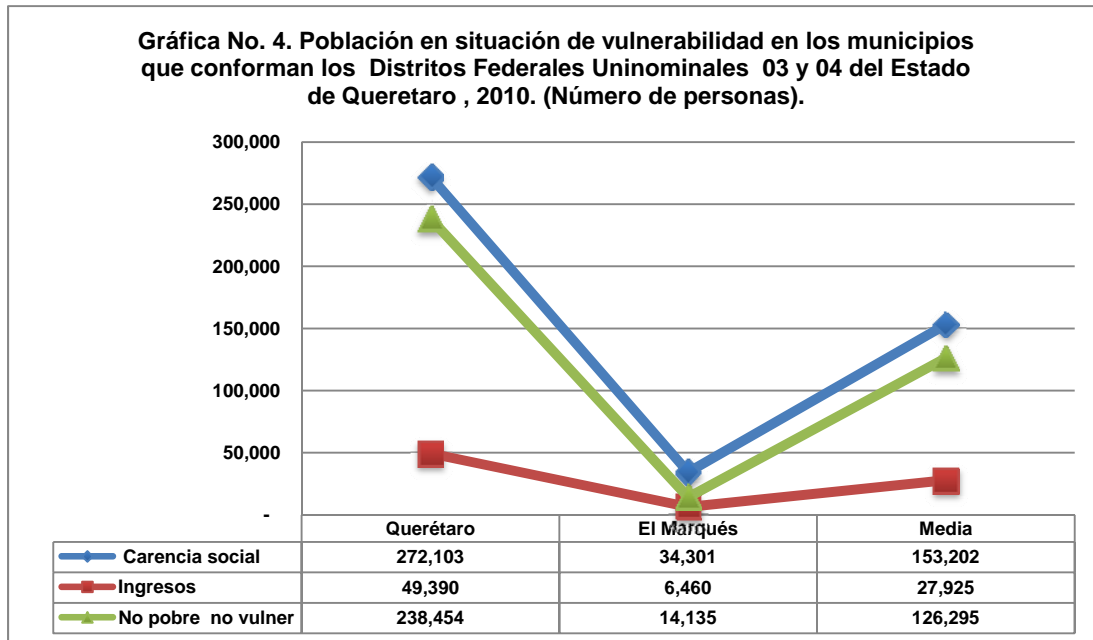 Gráfica No. 4. Población en situación de vulnerabilidad en los municipios
que conforman los Distritos Federales Uninominales 03 y 04 del Estado
de Queretaro , 2010. (Número de personas).
300,000
250,000
200,000
150,000
100,000
50,000
-
Querétaro El Marqués Media
Carencia social 272,103 34,301 153,202
Ingresos 49,390 6,460 27,925
No pobre no vulner 238,454 14,135 126,295